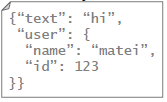 {“text”: “hi”,
“user”: {
“name”: “matei”,
“id”: 123
}}